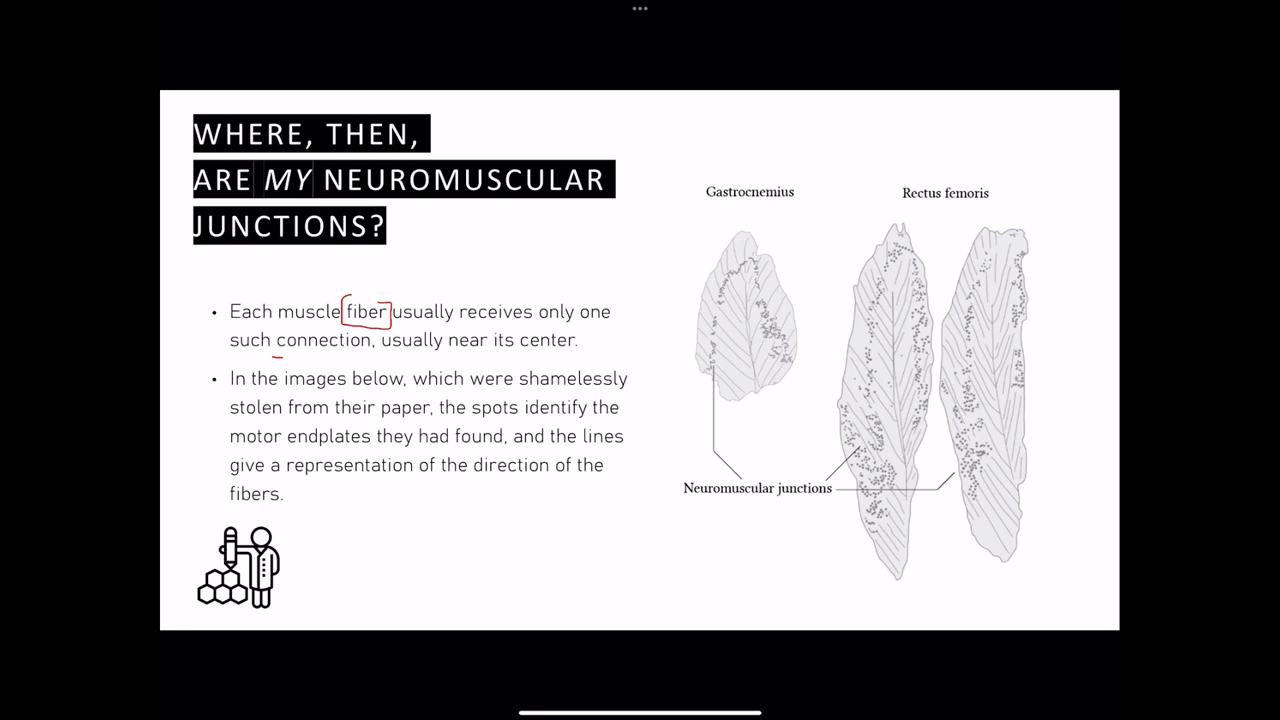 WHERE, THEN,
ARE MY NEUROMUSCULAR
JUNCTIONS?
• Each muscle fiber usually receives only one
such connection, usually near its center.
• In the images below, which were shamelessly
stolen from their paper, the spots identify the
motor endplates they had found, and the lines
give a representation of the direction of the
fibers.
Gastrocnemius
Rectus femoris
Neuromuscular junctions